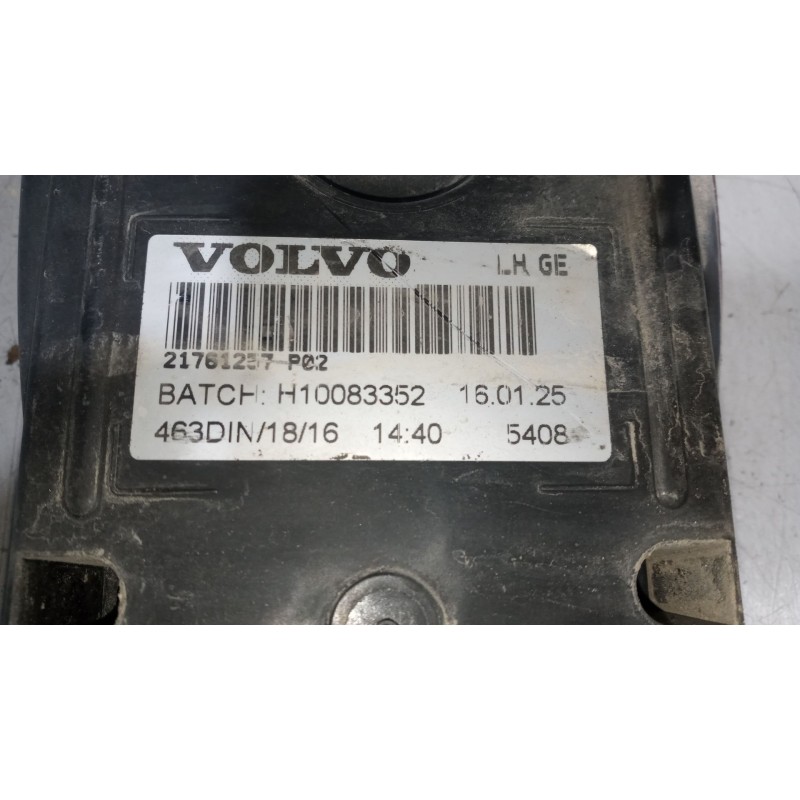 VOLVO LH GE
21761257-P02
BATCH: H10083352 16.01.25
463DIN/18/16 14:40 5408